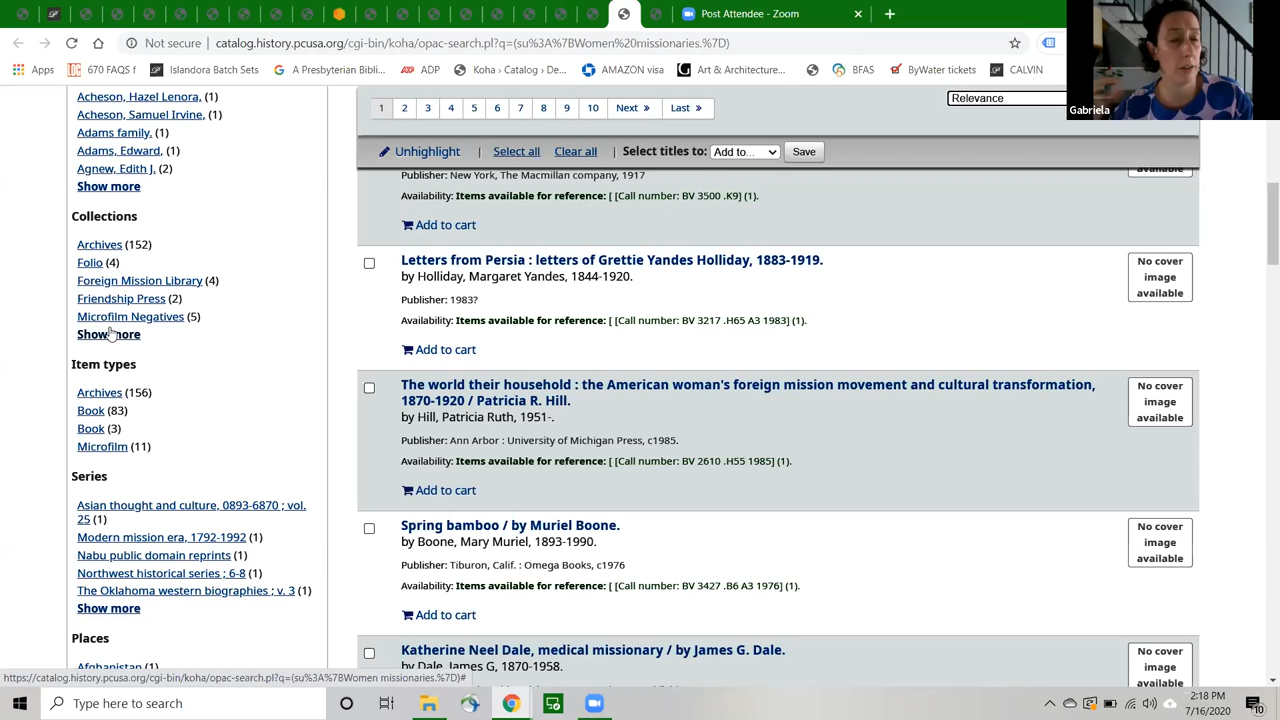 Post Attendee - Zoom
Not secure | catalog.history.pcusa.org/cgi-bin/koha/opac-search.pl?q=(su%3A%7BWomen%20missionaries.%7D)
Apps 670 FAQS f Islandora Batch Sets A Presbyterian Bibl... ADP Koha › Catalog › De... AMAZON visa Art & Architecture... BFAS ByWater tickets CALVIN
Gabriela
Acheson, Hazel Lenora, (1)
Acheson, Samuel Irvine, (1)
Adams family. (1)
Adams, Edward, (1)
Agnew, Edith J. (2)
Show more
Collections
Archives (152)
Folio (4)
Foreign Mission Library (4)
Friendship Press (2)
Microfilm Negatives (5)
Show more
Item types
Archives (156)
Book (83)
Book (3)
Microfilm (11)
Series
Asian thought and culture, 0893-6870 ; vol.
25 (1)
Modern mission era, 1792-1992 (1)
Nabu public domain reprints (1)
Northwest historical series ; 6-8 (1)
The Oklahoma western biographies ; v. 3 (1)
Show more
Places
Afghanistan (1)
1 2 3 4 5 6 7 8 9 10 Next Last
Relevance
Unhighlight | Select all Clear all | Select titles to: Add to... Save
Publisher: New York, The Macmillan company, 1917
available
Availability: Items available for reference: [ [Call number: BV 3500 .K9] (1).
Add to cart
Letters from Persia : letters of Grettie Yandes Holliday, 1883-1919.
by Holliday, Margaret Yandes, 1844-1920.
Publisher: 1983?
Availability: Items available for reference: [ [Call number: BV 3217 .H65 A3 1983] (1).
Add to cart
No cover
image
available
The world their household : the American woman's foreign mission movement and cultural transformation,
1870-1920 / Patricia R. Hill.
by Hill, Patricia Ruth, 1951-.
Publisher: Ann Arbor : University of Michigan Press, c1985.
Availability: Items available for reference: [ [Call number: BV 2610 .H55 1985] (1).
Add to cart
No cover
image
available
Spring bamboo / by Muriel Boone.
by Boone, Mary Muriel, 1893-1990.
Publisher: Tiburon, Calif. : Omega Books, c1976
Availability: Items available for reference: [ [Call number: BV 3427 .B6 A3 1976] (1).
Add to cart
No cover
image
available
Katherine Neel Dale, medical missionary / by James G. Dale.
by Dale, James G, 1870-1958.
No cover
image
available
https://catalog.history.pcusa.org/cgi-bin/koha/opac-search.pl?q=(su%3A%7BWomen missionaries.%7D)#
Type here to search
2:18 PM
7/16/2020
10